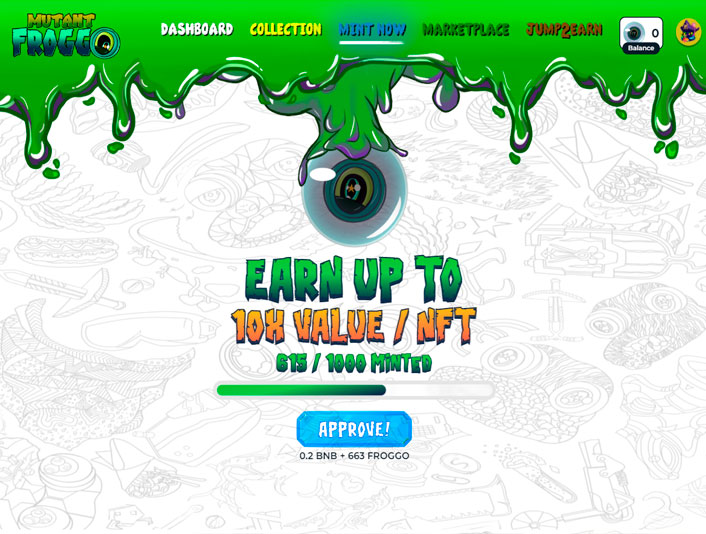 MUTANT
FROGGO
DASHBOARD
COLLECTION
MINT NOW
MARKETPLACE
JUMP2EARN
0
Balance
EARN UP TO
10X VALUE / NFT
615 / 1000 MiNTED
APPROVE!
0.2 BNB + 663 FROGGO